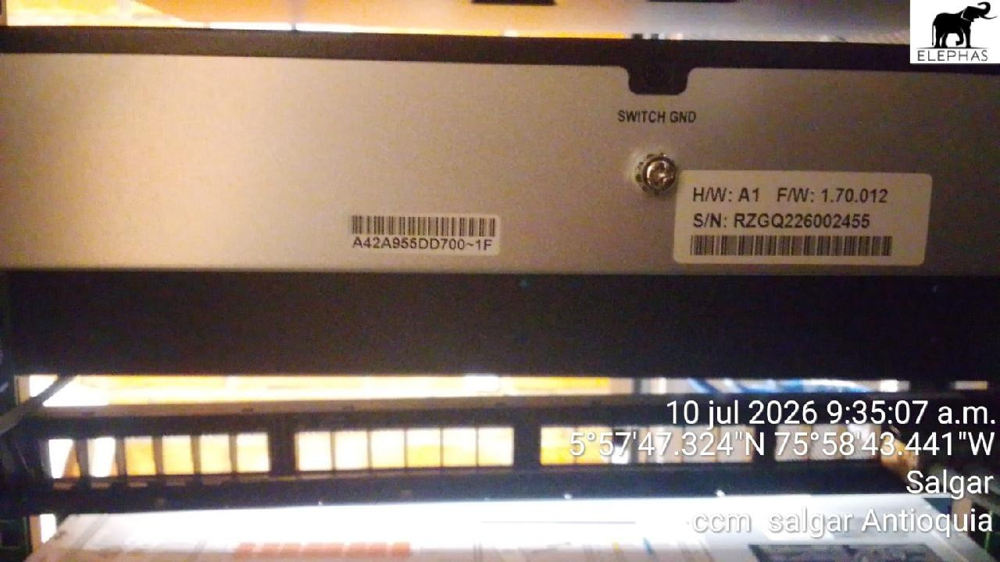 ELEPHAS
SWITCH GND
H/W: A1 F/W: 1.70.012
S/N: RZGQ226002455
A42A955DD700~1F
10 jul 2026 9:35:07 a.m.
5°57'47.324"N 75°58'43.441"W
Salgar
ccm salgar Antioquia